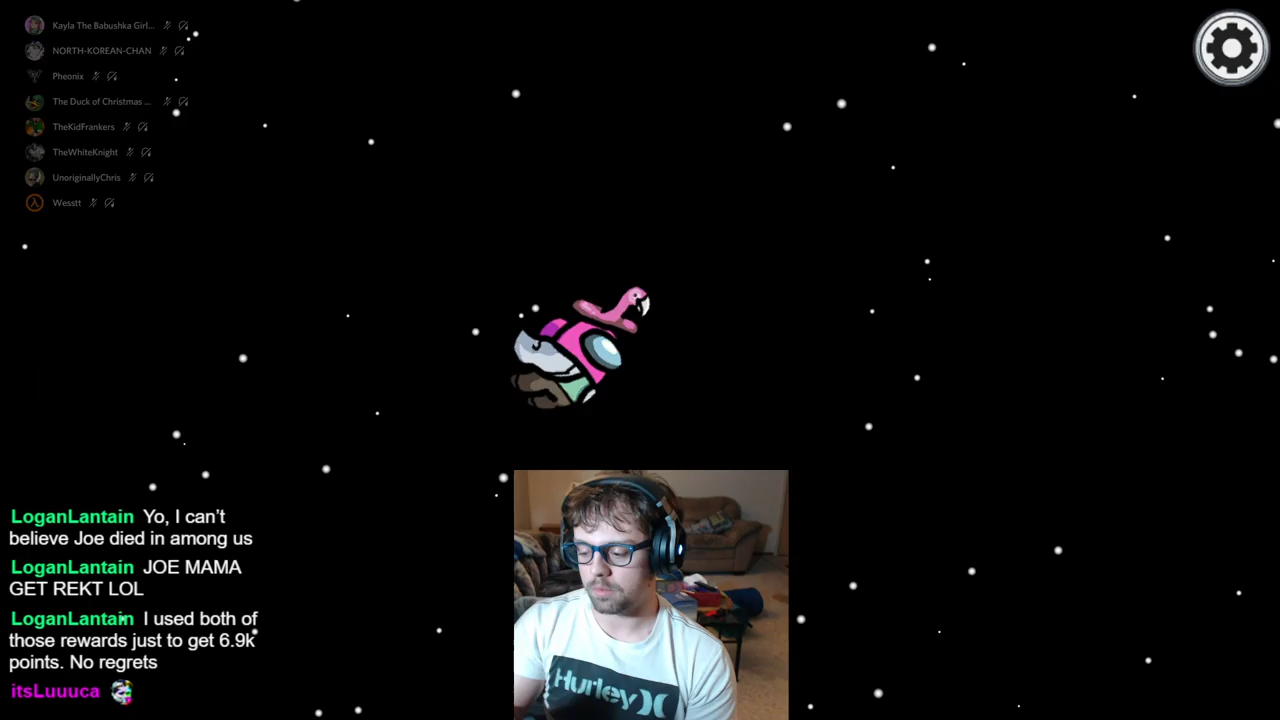 Kayla The Babushka Girl...
NORTH-KOREAN-CHAN
Pheonix
The Duck of Christmas ...
TheKidFrankers
TheWhiteKnight
UnoriginallyChris
Wesstt
LoganLantain Yo, I can't
believe Joe died in among us
LoganLantain JOE MAMA
GET REKT LOL
LoganLantain I used both of
those rewards just to get 6.9k
points. No regrets
itsLuuuca
Hurley